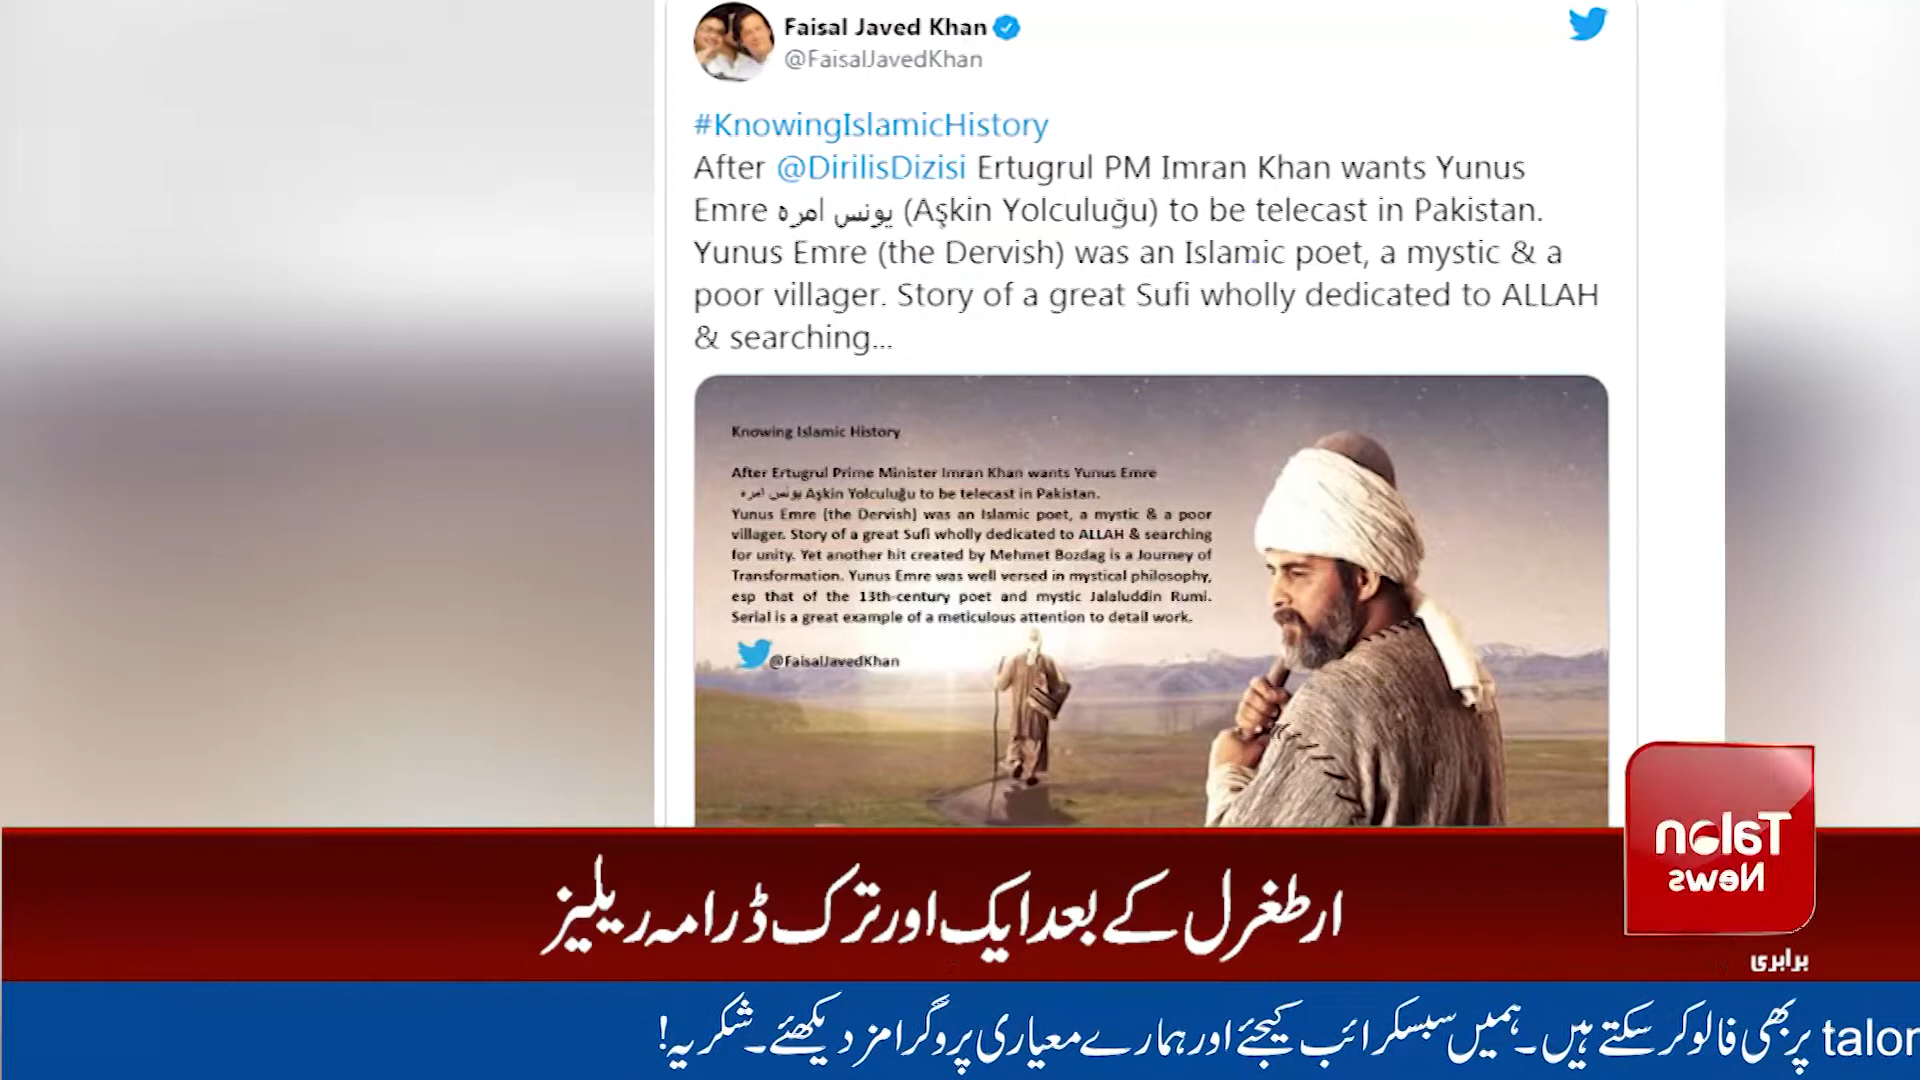 Faisal Javed Khan
@FaisalJavedKhan
#KnowingIslamicHistory
After @DirilisDizisi Ertugrul PM Imran Khan wants Yunus
Emre یونس امرہ (Aşkin Yolculuğu) to be telecast in Pakistan.
Yunus Emre (the Dervish) was an Islamic poet, a mystic & a
poor villager. Story of a great Sufi wholly dedicated to ALLAH
& searching...
Knowing Islamic History
After Ertugrul Prime Minister Imran Khan wants Yunus Emre
یونس امرہ Aşkin Yolculuğu to be telecast in Pakistan.
Yunus Emre (the Dervish) was an Islamic poet, a mystic & a poor
villager. Story of a great Sufi wholly dedicated to ALLAH & searching
for unity. Yet another hit created by Mehmet Bozdag is a Journey of
Transformation. Yunus Emre was well versed in mystical philosophy,
esp that of the 13th-century poet and mystic Jalaluddin Rumi.
Serial is a great example of a meticulous attention to detail work.
@FaisalJavedKhan
Talon
News
ارطغرل کے بعد ایک اور ترک ڈرامہ ریلیز
برابری
talon پر بھی فالو کر سکتے ہیں۔ ہمیں سبسکرائب کیجئے اور ہمارے معیاری پروگرامز دیکھئے۔ شکریہ!